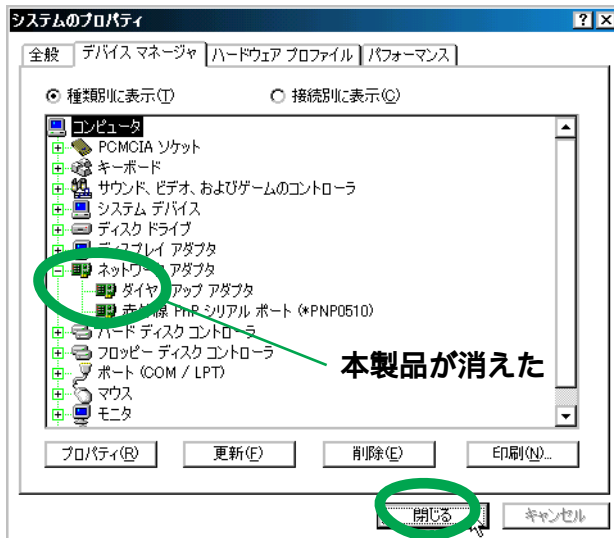 システムのプロパティ
全般 デバイス マネージャ ハードウェア プロファイル パフォーマンス
種類別に表示(T) 接続別に表示(C)
コンピュータ
PCMCIA ソケット
キーボード
サウンド、ビデオ、およびゲームのコントローラ
システム デバイス
ディスク ドライブ
ディスプレイ アダプタ
ネットワーク アダプタ
ダイヤルアップ アダプタ
赤外線 PnP シリアル ポート (*PNP0510)
ハード ディスク コントローラ
フロッピー ディスク コントローラ
ポート (COM / LPT)
マウス
モニタ
本製品が消えた
プロパティ(R) 更新(F) 削除(E) 印刷(N)...
閉じる キャンセル